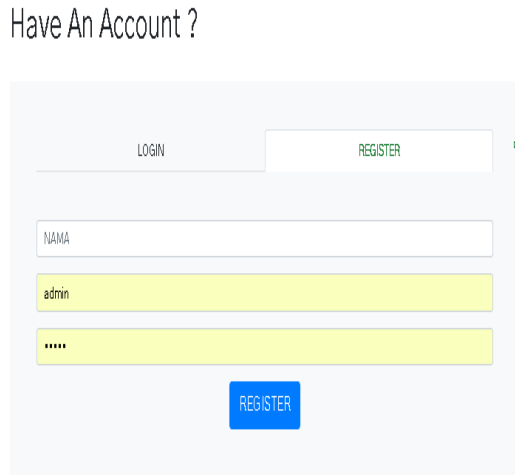 Have An Account ?
LOGIN
REGISTER
NAMA
admin
•••••
REGISTER